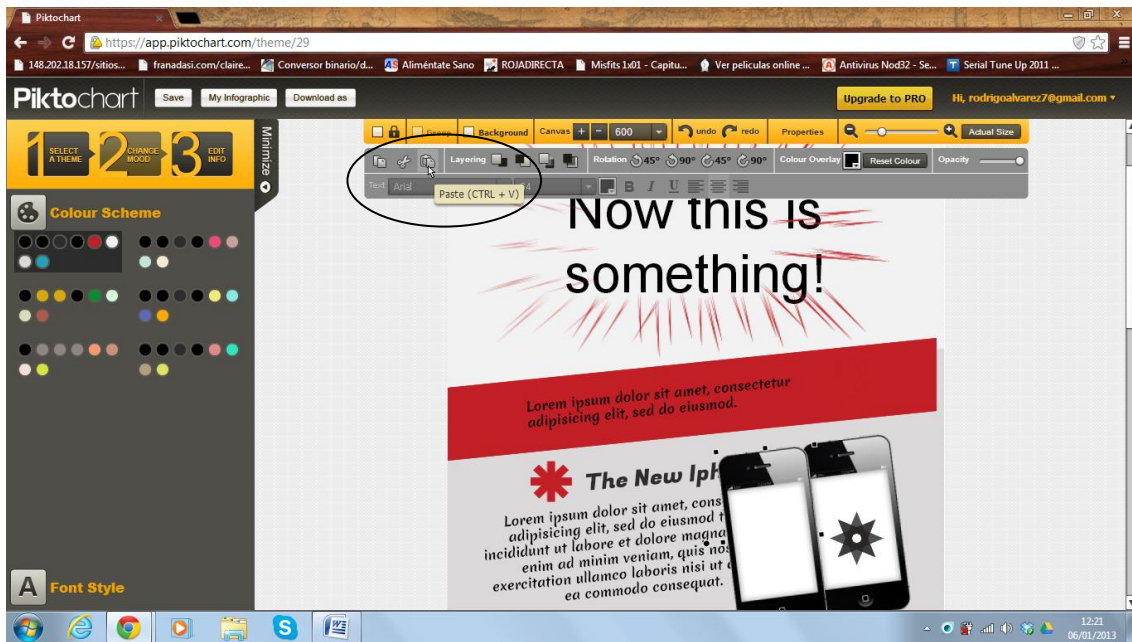 Piktochart
https://app.piktochart.com/theme/29
148.202.18.157/sitios... franadasi.com/claire... Conversor binario/d... Aliméntate Sano ROJADIRECTA Misfits 1x01 - Capitu... Ver peliculas online ... Antivirus Nod32 - Se... Serial Tune Up 2011 ...
Piktochart Save My Infographic Download as Upgrade to PRO Hi, rodrigoalvarez7@gmail.com
1 SELECT A THEME 2 CHANGE MOOD 3 EDIT INFO
Minimize
Group Background Canvas + - 600 undo redo Properties Actual Size
Layering Rotation 45° 90° 45° 90° Colour Overlay Reset Colour Opacity
Text Arial B I U
Paste (CTRL + V)
Colour Scheme
Now this is
something!
Lorem ipsum dolor sit amet, consectetur
adipisicing elit, sed do eiusmod.
The New Iph
Lorem ipsum dolor sit amet, cons
adipisicing elit, sed do eiusmod t
incididunt ut labore et dolore magna
enim ad minim veniam, quis nos
exercitation ullamco laboris nisi ut
ea commodo consequat.
A Font Style
12:21
06/01/2013